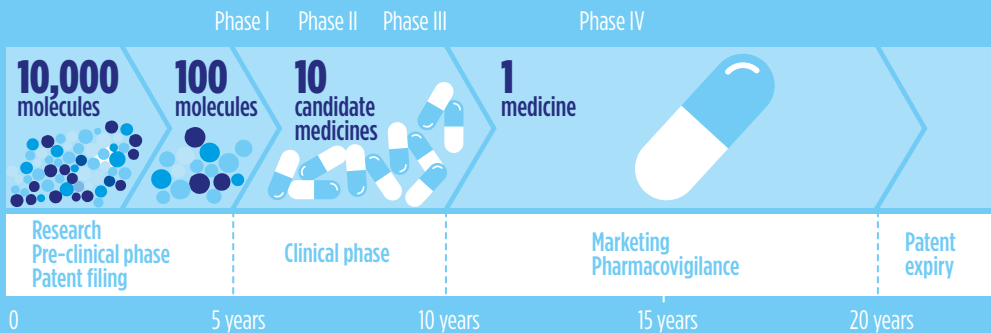 Phase I Phase II Phase III Phase IV
10,000
molécules
100
molecules
10
candidate
medicines
1
medicine
Research
Pre-clinical phase
Patent filing
Clinical phase
Marketing
Pharmacovigilance
Patent
expiry
0 5 years 10 years 15 years 20 years